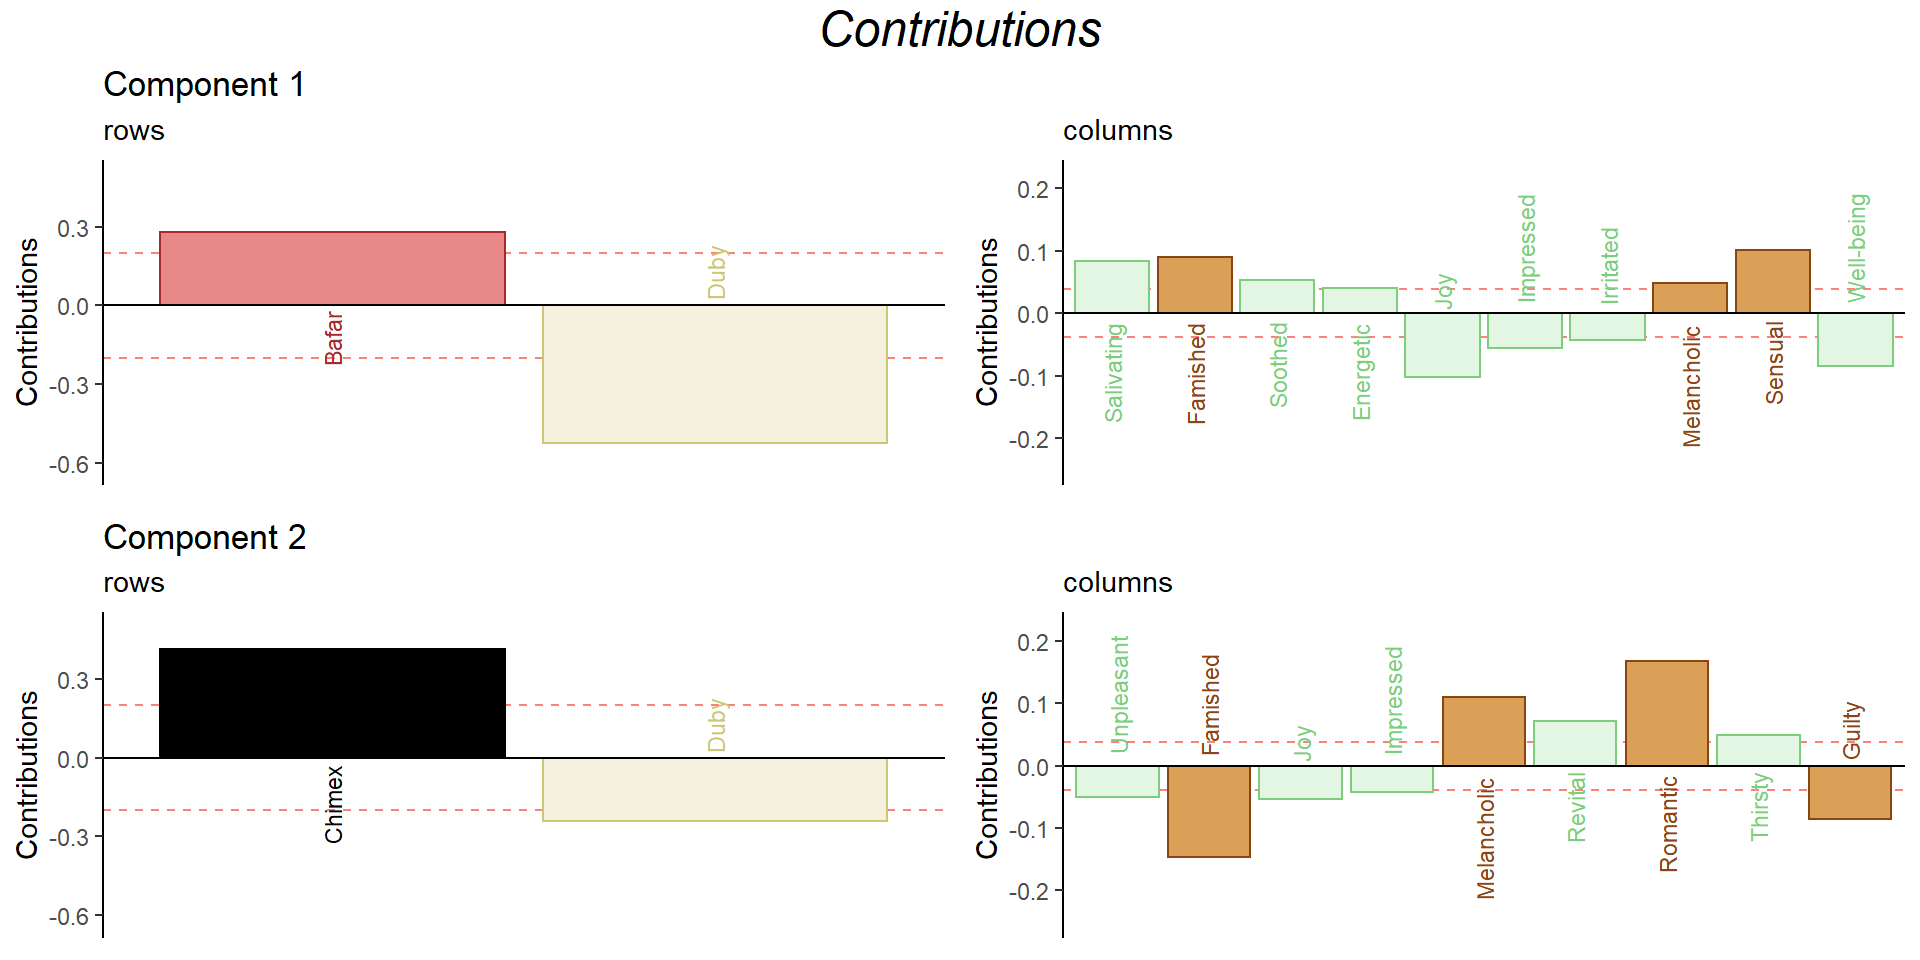 Contributions
Component 1
rows
Contributions
0.3
0.0
-0.3
-0.6
Bafar
Duby
columns
Contributions
0.2
0.1
0.0
-0.1
-0.2
Salivating
Famished
Soothed
Energetic
Joy
Impressed
Irritated
Melancholic
Sensual
Well-being
Component 2
rows
Contributions
0.3
0.0
-0.3
-0.6
Chimex
Duby
columns
Contributions
0.2
0.1
0.0
-0.1
-0.2
Unpleasant
Famished
Joy
Impressed
Melancholic
Revital
Romantic
Thirsty
Guilty